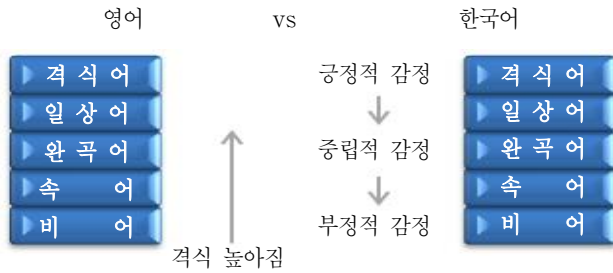 영어 vs 한국어
격 식 어 긍정적 감정 격 식 어
일 상 어 일 상 어
완 곡 어 중립적 감정 완 곡 어
속 어 속 어
비 어 부정적 감정 비 어
격식 높아짐